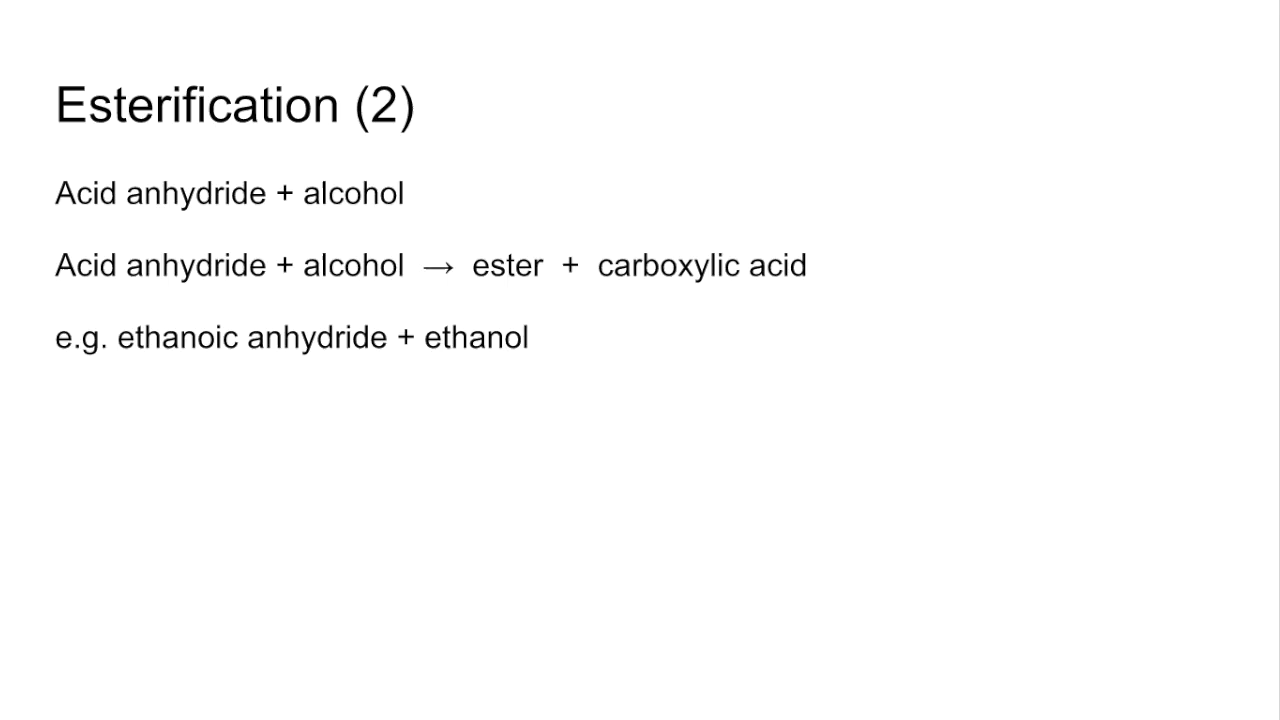 Esterification (2)
Acid anhydride + alcohol
Acid anhydride + alcohol → ester + carboxylic acid
e.g. ethanoic anhydride + ethanol